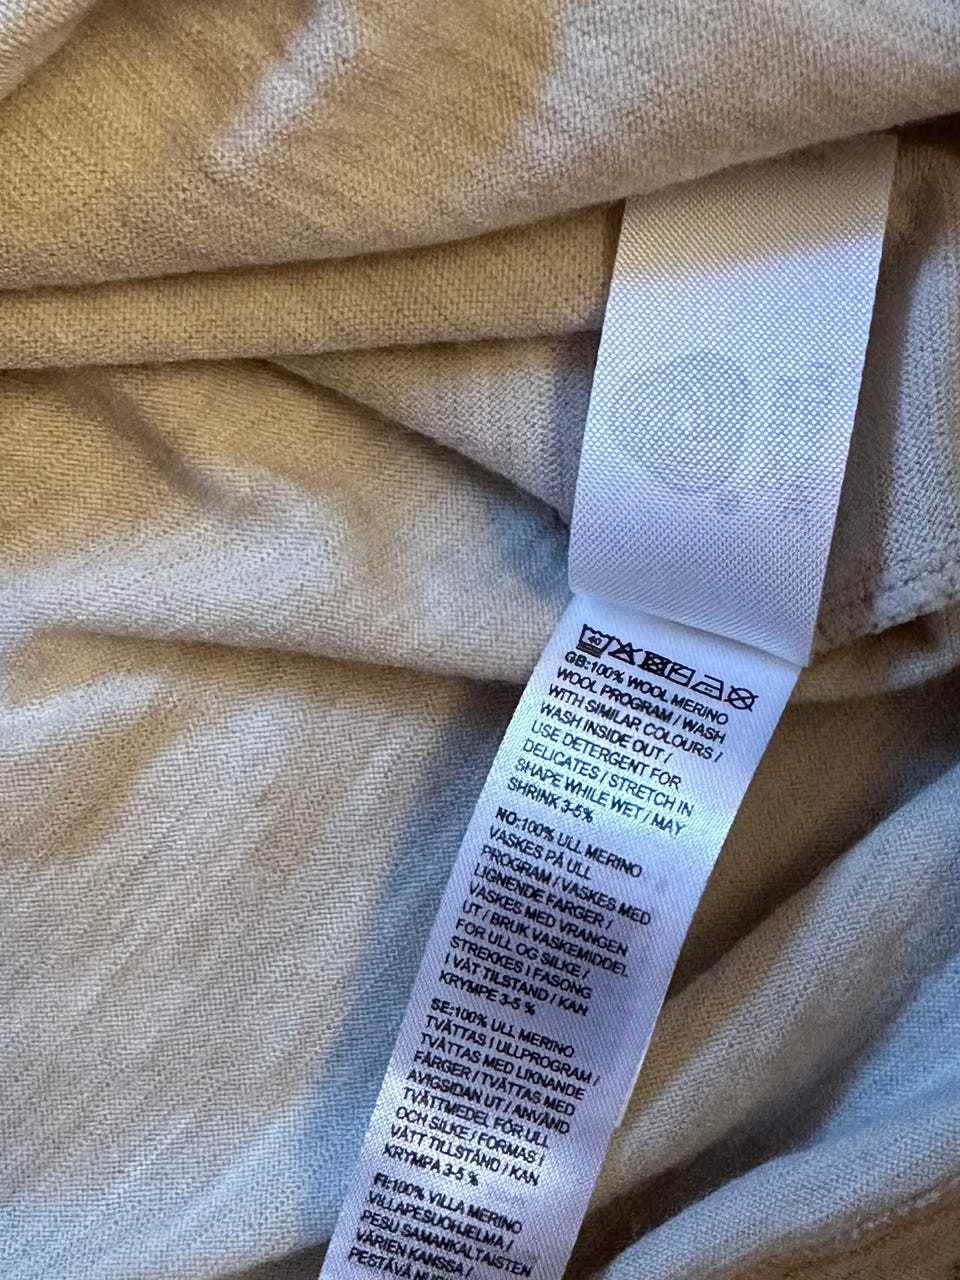 40
GB:100% WOOL MERINO
WOOL PROGRAM / WASH
WITH SIMILAR COLOURS /
WASH INSIDE OUT /
USE DETERGENT FOR
DELICATES / STRETCH IN
SHAPE WHILE WET / MAY
SHRINK 3-5%
NO:100% ULL MERINO
VASKES PÅ ULL
PROGRAM / VASKES MED
LIGNENDE FARGER /
VASKES MED VRANGEN
UT / BRUK VASKEMIDDEL
FOR ULL OG SILKE /
STREKKES I FASONG
I VÅT TILSTAND / KAN
KRYMPE 3-5 %
SE:100% ULL MERINO
TVÄTTAS I ULLPROGRAM /
TVÄTTAS MED LIKNANDE
FÄRGER / TVÄTTAS MED
AVIGSIDAN UT / ANVÄND
TVÄTTMEDEL FÖR ULL
OCH SILKE / FORMAS I
VÅTT TILLSTÅND / KAN
KRYMPA 3-5 %
FI:100% VILLA MERINO
VILLAPESUOHJELMA /
PESU SAMANKALTAISTEN
VÄRIEN KANSSA /
PESTÄVÄ